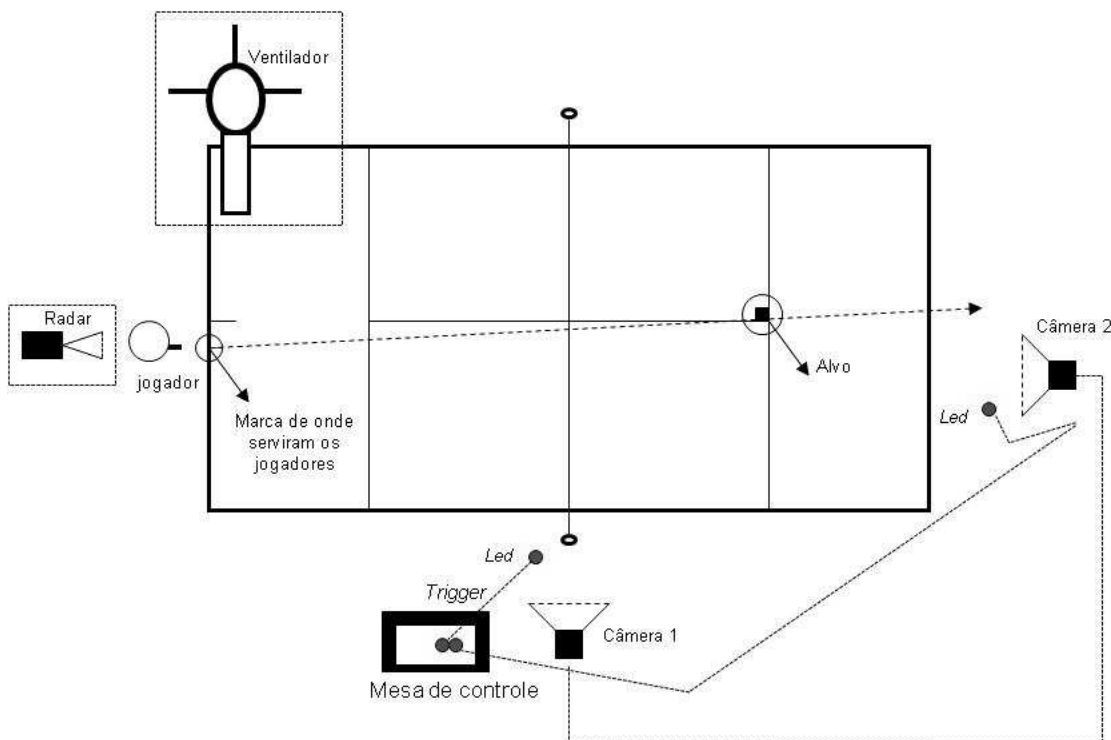 Ventilador
Radar
jogador
Marca de onde
serviram os
jogadores
Alvo
Câmera 2
Led
Led
Trigger
Câmera 1
Mesa de controle